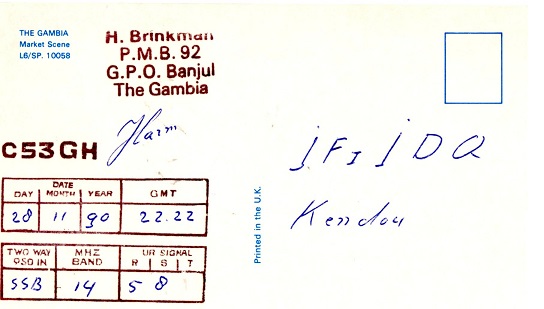 THE GAMBIA
Market Scene
L6/SP. 10058
H. Brinkman
P.M.B. 92
G.P.O. Banjul
The Gambia
Harm
C53GH
DAY DATE MONTH YEAR GMT
28 11 90 22.22
TWO WAY QSO IN MHZ BAND UR SIGNAL R S T
SSB 14 5 8
Printed in the U.K.
JF1JDQ
Kendou